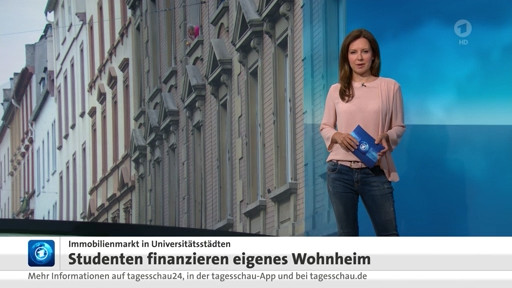 HD
Immobilienmarkt in Universitätsstädten
Studenten finanzieren eigenes Wohnheim
Mehr Informationen auf tagesschau24, in der tagesschau-App und bei tagesschau.de